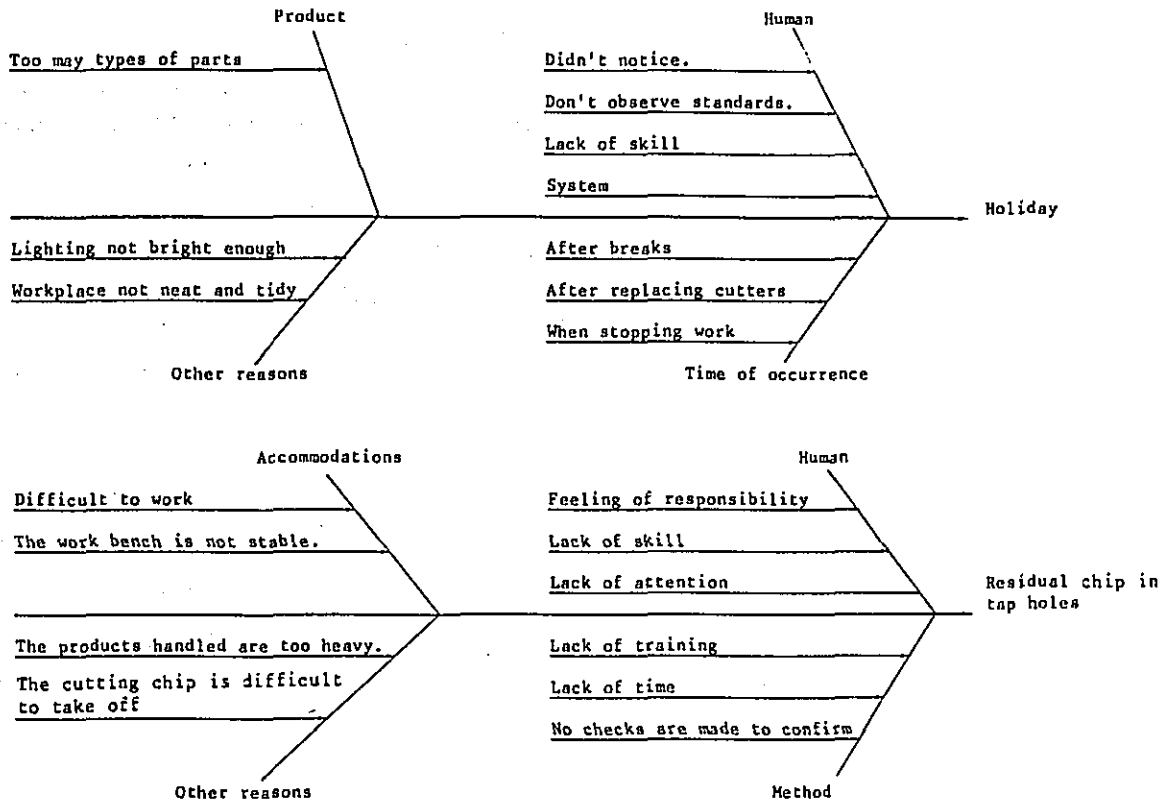 Product
Human
Too may types of parts
Didn't notice.
Don't observe standards.
Lack of skill
System
Holiday
Lighting not bright enough
Workplace not neat and tidy
After breaks
After replacing cutters
When stopping work
Other reasons
Time of occurrence
Accommodations
Human
Difficult to work
The work bench is not stable.
Feeling of responsibility
Lack of skill
Lack of attention
Residual chip in
tap holes
The products handled are too heavy.
The cutting chip is difficult
to take off
Lack of training
Lack of time
No checks are made to confirm
Other reasons
Method